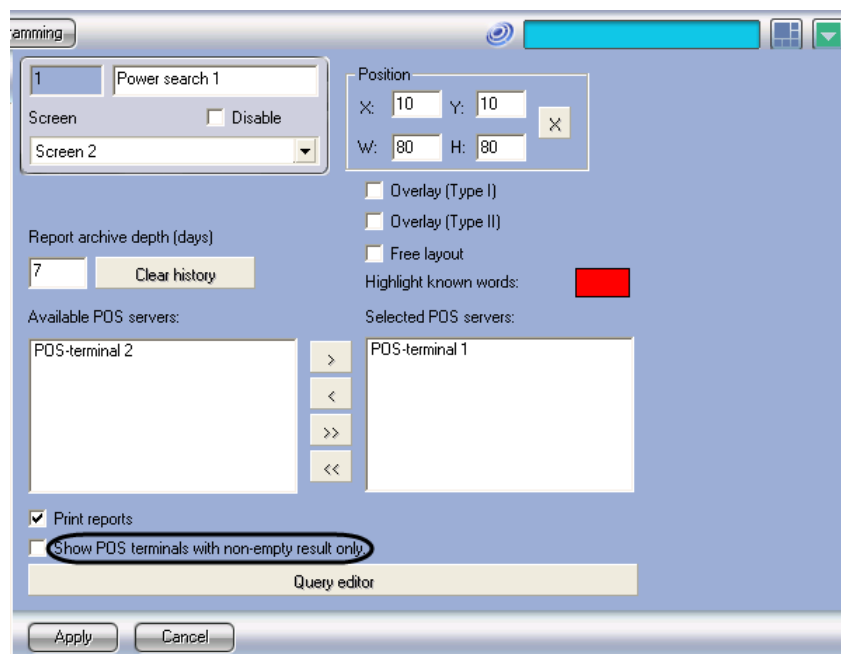 amming
1 Power search 1
Screen Disable
Screen 2
Position
X: 10 Y: 10 X
W: 80 H: 80
Overlay (Type I)
Overlay (Type II)
Free layout
Highlight known words:
Report archive depth (days)
7 Clear history
Available POS servers:
POS-terminal 2
>
<
>>
<<
Selected POS servers:
POS-terminal 1
Print reports
Show POS terminals with non-empty result only.
Query editor
Apply Cancel